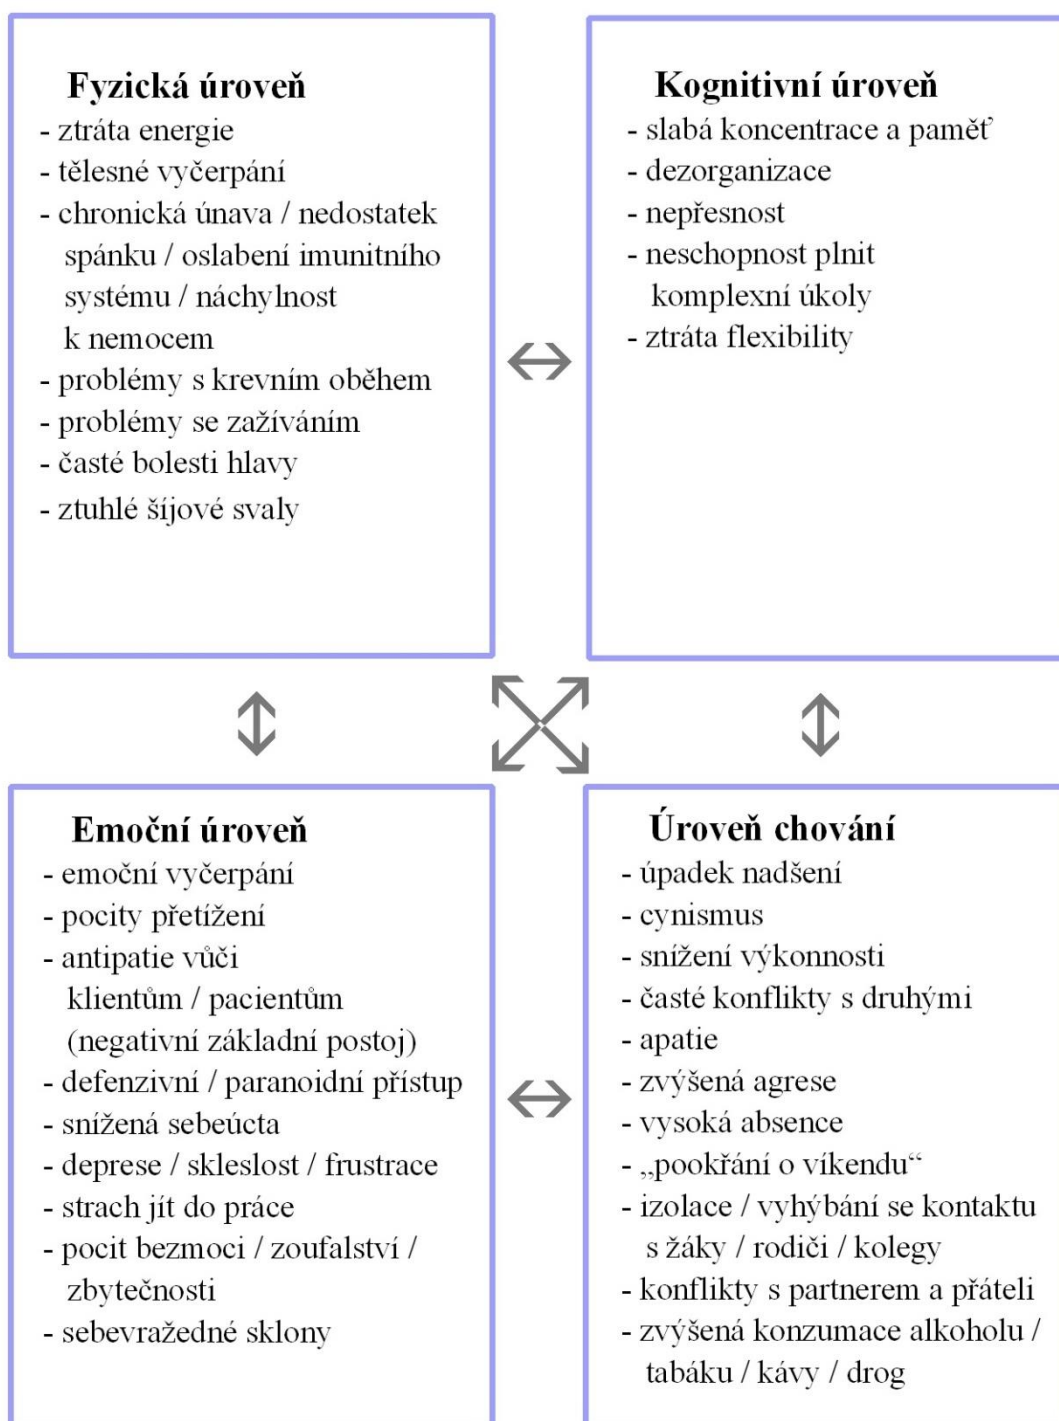 Fyzická úroveň
- ztráta energie
- tělesné vyčerpání
- chronická únava / nedostatek
spánku / oslabení imunitního
systému / náchylnost
k nemocem
- problémy s krevním oběhem
- problémy se zažíváním
- časté bolesti hlavy
- ztuhlé šíjové svaly
Kognitivní úroveň
- slabá koncentrace a paměť
- dezorganizace
- nepřesnost
- neschopnost plnit
komplexní úkoly
- ztráta flexibility
Emoční úroveň
- emoční vyčerpání
- pocity přetížení
- antipatie vůči
klientům / pacientům
(negativní základní postoj)
- defenzivní / paranoidní přístup
- snížená sebeúcta
- deprese / skleslost / frustrace
- strach jít do práce
- pocit bezmoci / zoufalství /
zbytečnosti
- sebevražedné sklony
Úroveň chování
- úpadek nadšení
- cynismus
- snížení výkonnosti
- časté konflikty s druhými
- apatie
- zvýšená agrese
- vysoká absence
- „pookřání o víkendu“
- izolace / vyhýbání se kontaktu
s žáky / rodiči / kolegy
- konflikty s partnerem a přáteli
- zvýšená konzumace alkoholu /
tabáku / kávy / drog